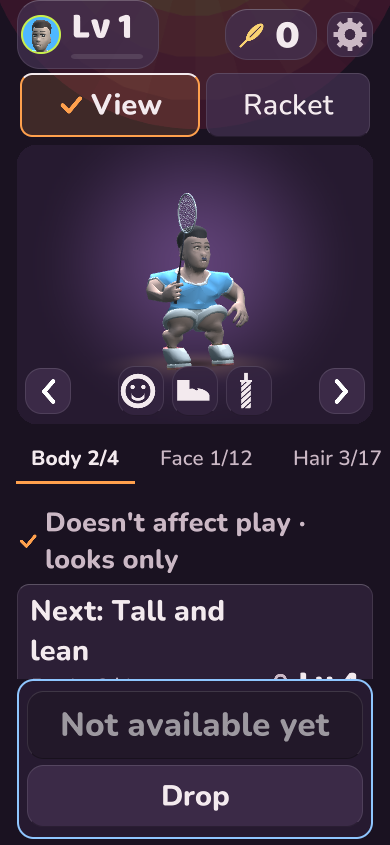 Lv 1
0
View
Racket
Body 2/4
Face 1/12
Hair 3/17
Doesn't affect play ·
looks only
Next: Tall and
lean
Not available yet
Drop